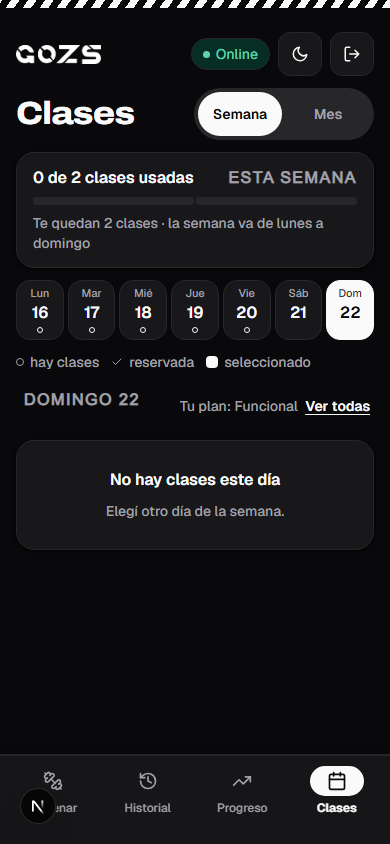 GOZS
Online
Clases
Semana
Mes
0 de 2 clases usadas
ESTA SEMANA
Te quedan 2 clases · la semana va de lunes a
domingo
Lun Mar Mié Jue Vie Sáb Dom
16 17 18 19 20 21 22
hay clases
reservada
seleccionado
DOMINGO 22
Tu plan: Funcional Ver todas
No hay clases este día
Elegí otro día de la semana.
N
enar
Historial
Progreso
Clases